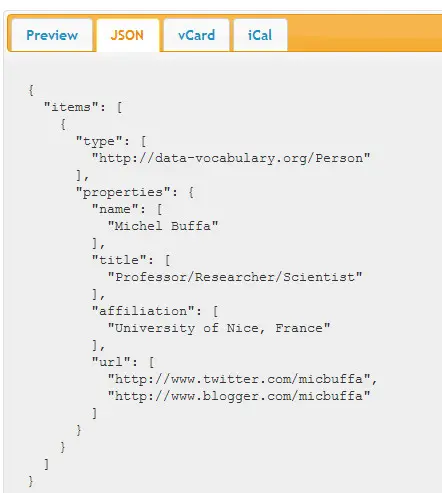 Preview JSON vCard iCal
{
  "items": [
    {
      "type": [
        "http://data-vocabulary.org/Person"
      ],
      "properties": {
        "name": [
          "Michel Buffa"
        ],
        "title": [
          "Professor/Researcher/Scientist"
        ],
        "affiliation": [
          "University of Nice, France"
        ],
        "url": [
          "http://www.twitter.com/micbuffa",
          "http://www.blogger.com/micbuffa"
        ]
      }
    }
  ]
}